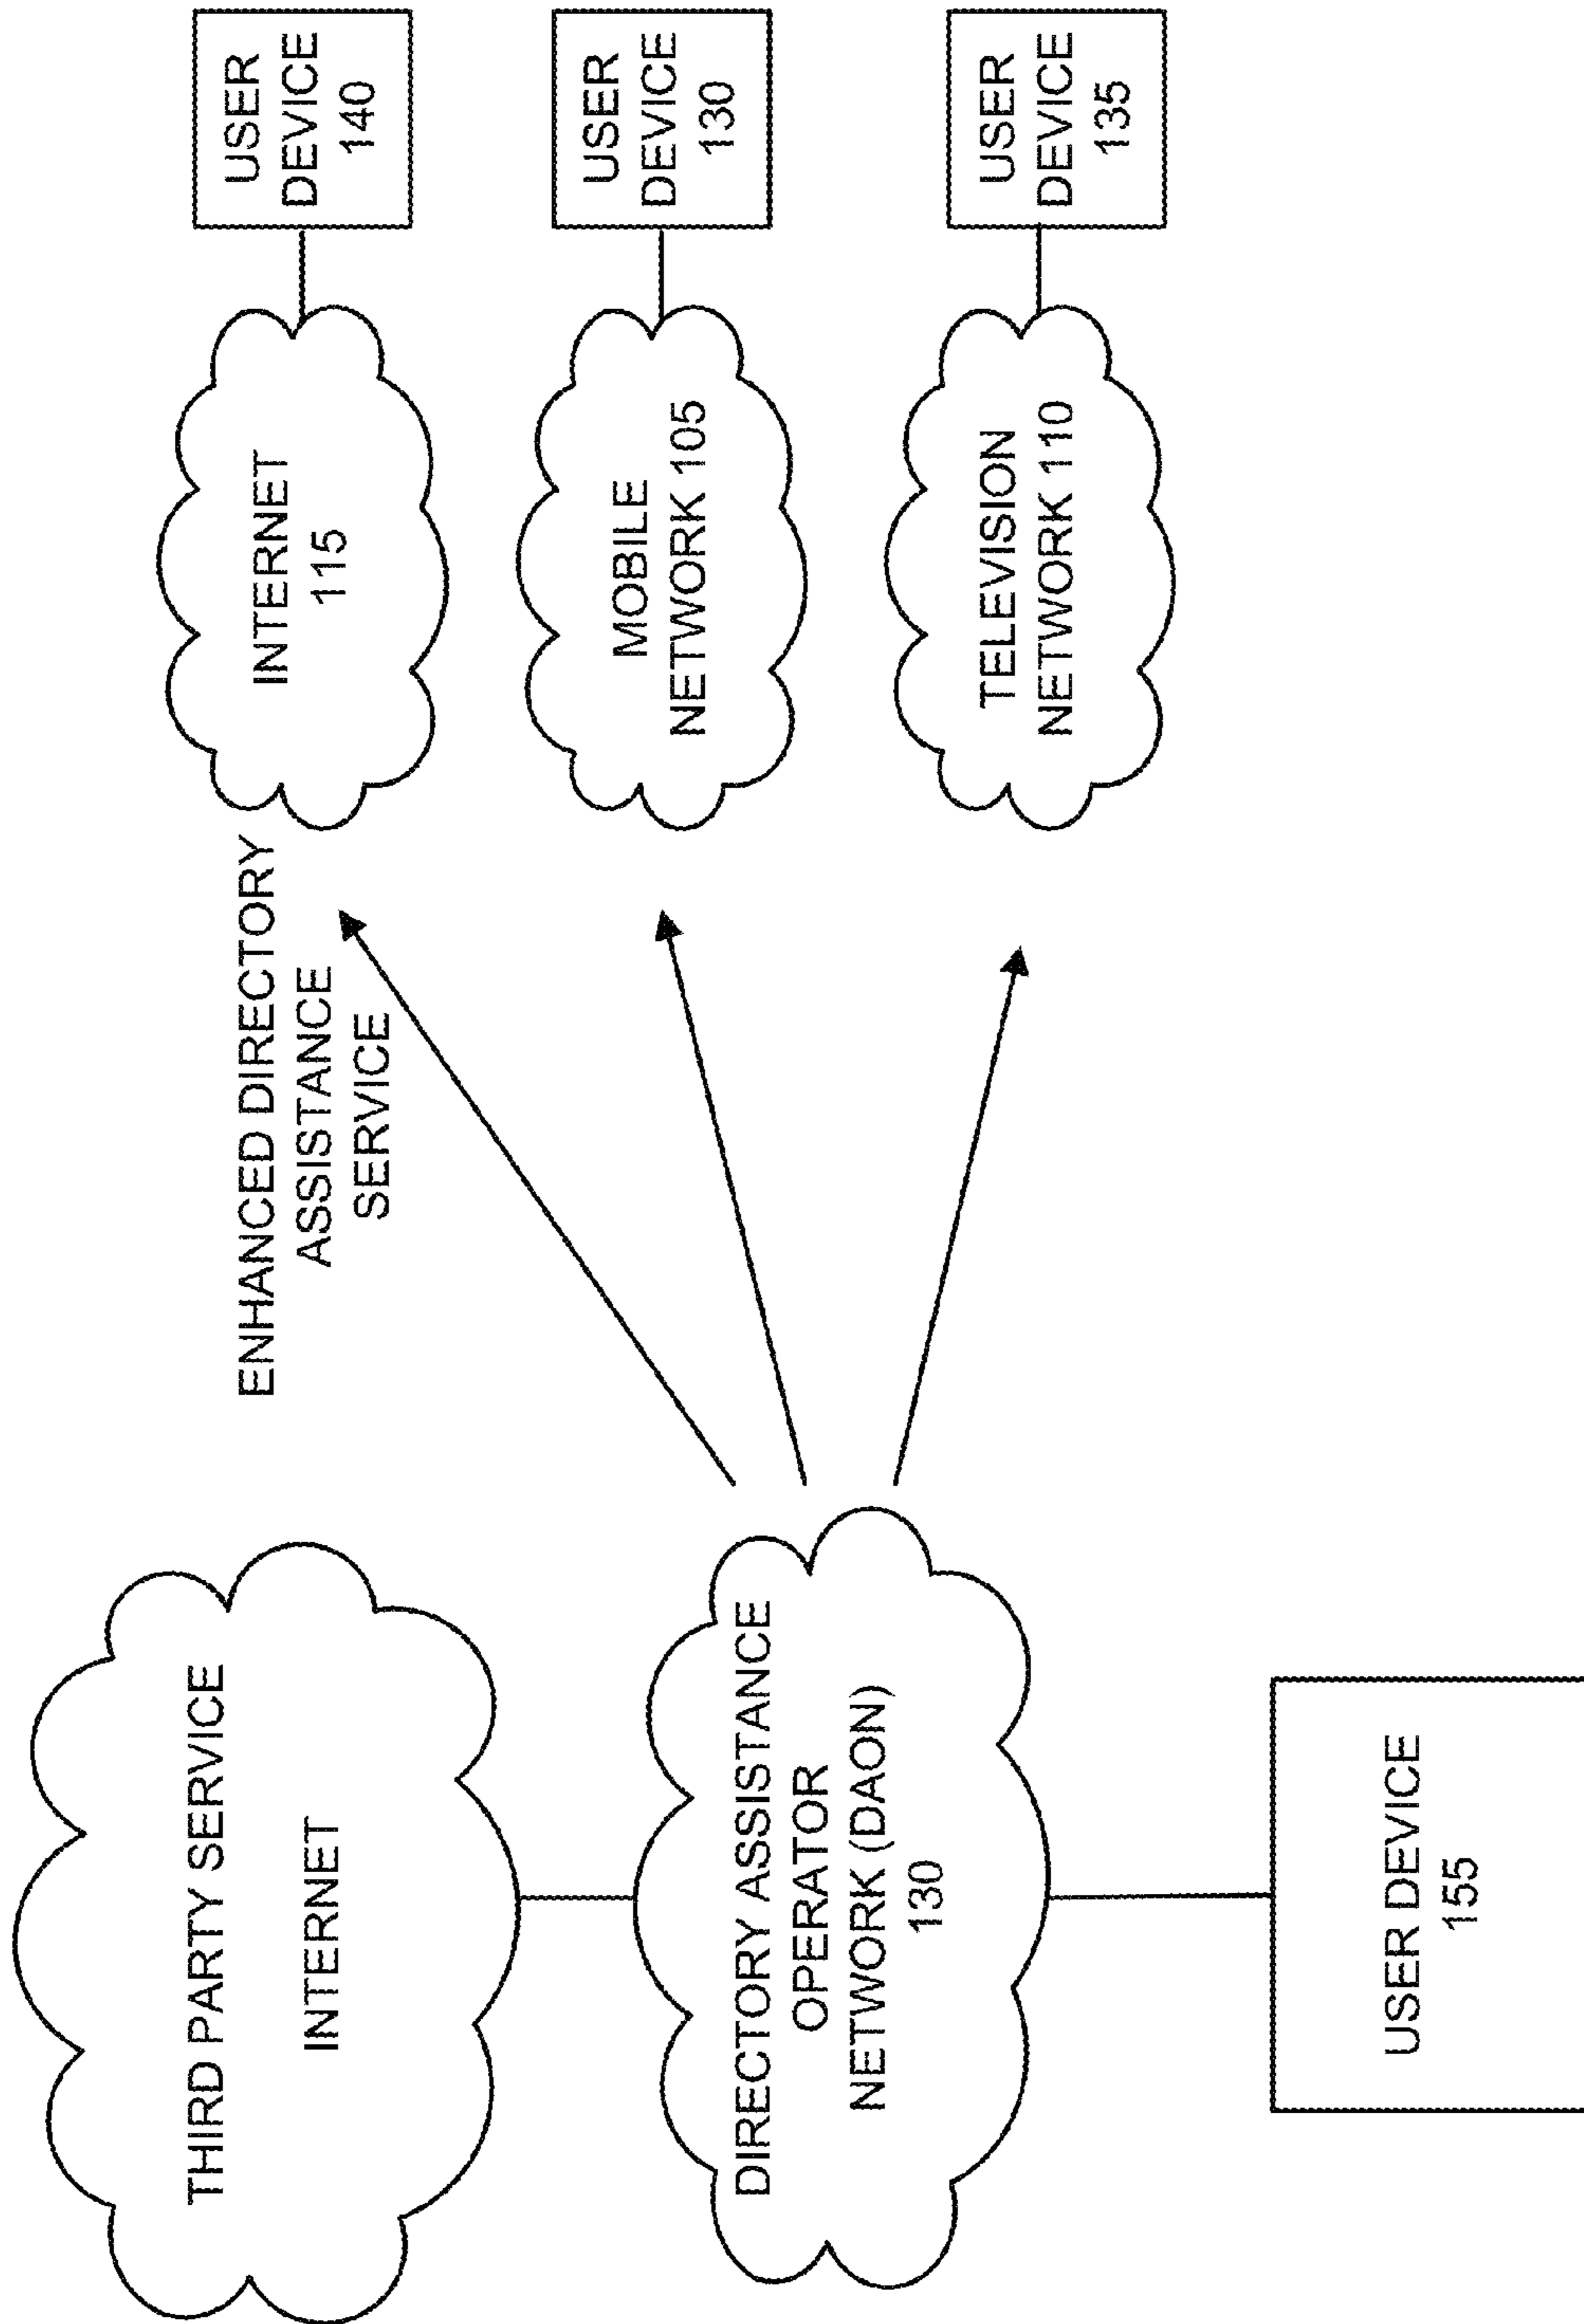 THIRD PARTY SERVICE
INTERNET
DIRECTORY ASSISTANCE
OPERATOR
NETWORK (DAON)
130
USER DEVICE
155
ENHANCED DIRECTORY
ASSISTANCE
SERVICE
INTERNET
115
MOBILE
NETWORK 105
TELEVISION
NETWORK 110
USER
DEVICE
140
USER
DEVICE
130
USER
DEVICE
135